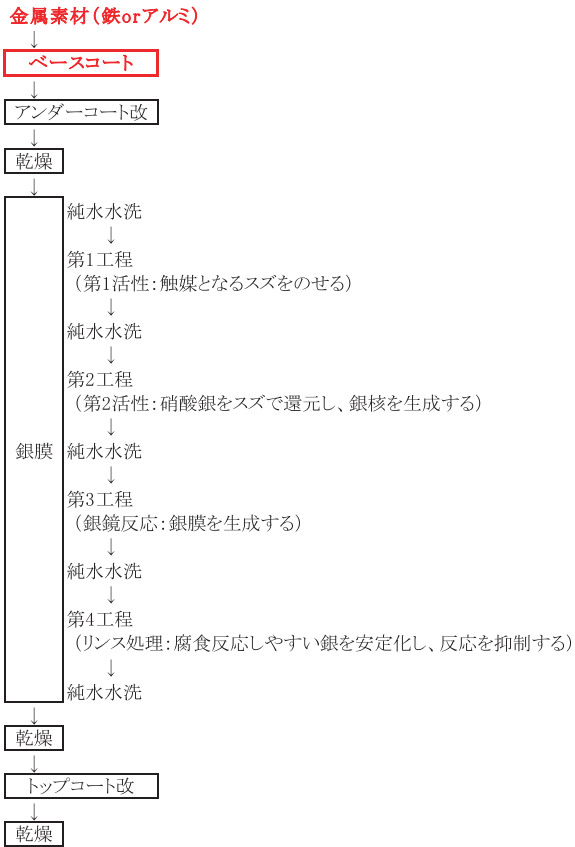 金属素材(鉄orアルミ)
↓
ベースコート
↓
アンダーコート改
↓
乾燥
↓
銀膜
純水水洗
↓
第1工程
(第1活性:触媒となるスズをのせる)
↓
純水水洗
↓
第2工程
(第2活性:硝酸銀をスズで還元し、銀核を生成する)
↓
純水水洗
↓
第3工程
(銀鏡反応:銀膜を生成する)
↓
純水水洗
↓
第4工程
(リンス処理:腐食反応しやすい銀を安定化し、反応を抑制する)
↓
純水水洗
↓
乾燥
↓
トップコート改
↓
乾燥